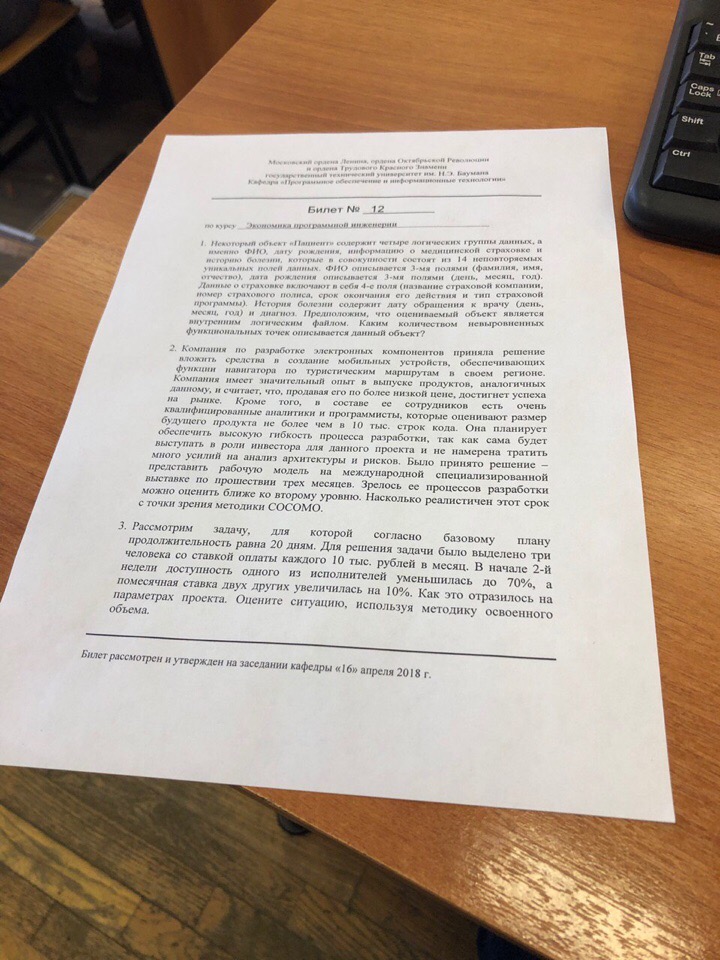 Московский ордена Ленина, ордена Октябрьской Революции
и ордена Трудового Красного Знамени
государственный технический университет им. Н.Э. Баумана
Кафедра «Программное обеспечение и информационные технологии»
Билет № 12
по курсу Экономика программной инженерии
1. Некоторый объект «Пациент» содержит четыре логических группы данных, а
именно ФИО, дату рождения, информацию о медицинской страховке и
историю болезни, которые в совокупности состоят из 14 неповторяемых
уникальных полей данных. ФИО описывается 3-мя полями (фамилия, имя,
отчество), дата рождения описывается 3-мя полями (день, месяц, год).
Данные о страховке включают в себя 4-е поля (название страховой компании,
номер страхового полиса, срок окончания его действия и тип страховой
программы). История болезни содержит дату обращения к врачу (день,
месяц, год) и диагноз. Предположим, что оцениваемый объект является
внутренним логическим файлом. Каким количеством невыровненных
функциональных точек описывается данный объект?
2. Компания по разработке электронных компонентов приняла решение
вложить средства в создание мобильных устройств, обеспечивающих
функции навигатора по туристическим маршрутам в своем регионе.
Компания имеет значительный опыт в выпуске продуктов, аналогичных
данному, и считает, что, продавая его по более низкой цене, достигнет успеха
на рынке. Кроме того, в составе ее сотрудников есть очень
квалифицированные аналитики и программисты, которые оценивают размер
будущего продукта не более чем в 10 тыс. строк кода. Она планирует
обеспечить высокую гибкость процесса разработки, так как сама будет
выступать в роли инвестора для данного проекта и не намерена тратить
много усилий на анализ архитектуры и рисков. Было принято решение –
представить рабочую модель на международной специализированной
выставке по прошествии трех месяцев. Зрелось ее процессов разработки
можно оценить ближе ко второму уровню. Насколько реалистичен этот срок
с точки зрения методики COCOMO.
3. Рассмотрим задачу, для которой согласно базовому плану
продолжительность равна 20 дням. Для решения задачи было выделено три
человека со ставкой оплаты каждого 10 тыс. рублей в месяц. В начале 2-й
недели доступность одного из исполнителей уменьшилась до 70%, а
помесячная ставка двух других увеличилась на 10%. Как это отразилось на
параметрах проекта. Оцените ситуацию, используя методику освоенного
объема.
Билет рассмотрен и утвержден на заседании кафедры «16» апреля 2018 г.
Tab
Caps
Lock
Shift
Ctrl